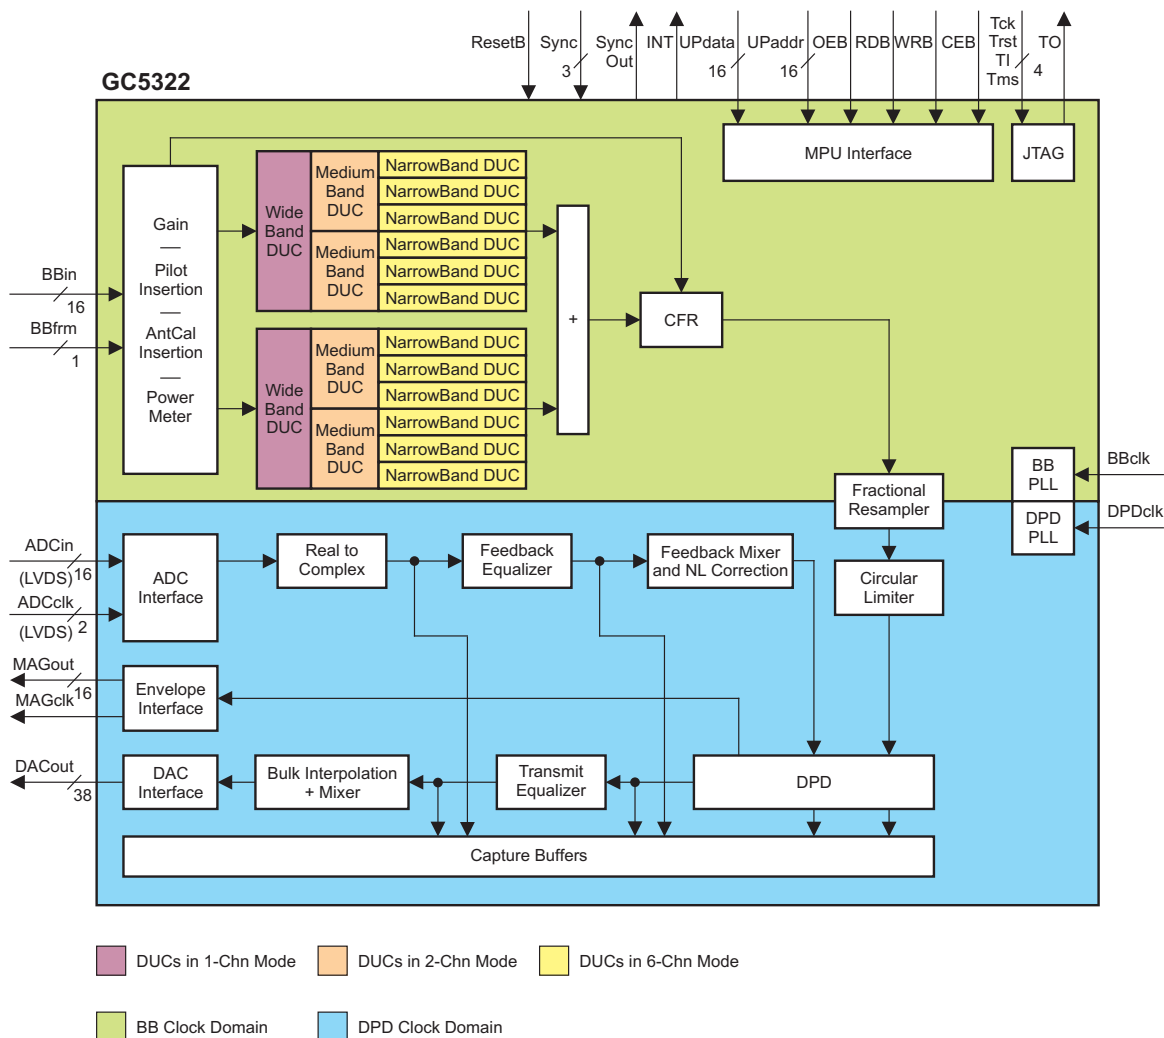 ResetB
Sync
3
Sync
Out
INT
UPdata
16
UPaddr
16
OEB
RDB
WRB
CEB
Tck
Trst
TI
Tms
4
TO
GC5322
MPU Interface
JTAG
Gain
—
Pilot
Insertion
—
AntCal
Insertion
—
Power
Meter
BBin
16
BBfrm
1
Wide
Band
DUC
Medium
Band
DUC
Medium
Band
DUC
NarrowBand DUC
NarrowBand DUC
NarrowBand DUC
NarrowBand DUC
NarrowBand DUC
NarrowBand DUC
Wide
Band
DUC
Medium
Band
DUC
Medium
Band
DUC
NarrowBand DUC
NarrowBand DUC
NarrowBand DUC
NarrowBand DUC
NarrowBand DUC
NarrowBand DUC
+
CFR
Fractional
Resampler
BB
PLL
BBclk
DPD
PLL
DPDclk
ADCin
(LVDS)
16
ADCclk
(LVDS)
2
ADC
Interface
Real to
Complex
Feedback
Equalizer
Feedback Mixer
and NL Correction
Circular
Limiter
MAGout
16
MAGclk
Envelope
Interface
DACout
38
DAC
Interface
Bulk Interpolation
+ Mixer
Transmit
Equalizer
DPD
Capture Buffers
DUCs in 1-Chn Mode
DUCs in 2-Chn Mode
DUCs in 6-Chn Mode
BB Clock Domain
DPD Clock Domain